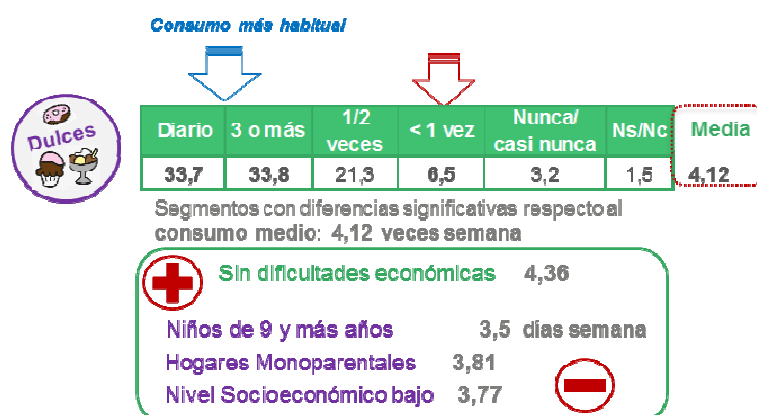 Consumo más habitual
Dulces
Diario 3 o más 1/2 veces < 1 vez Nunca/ casi nunca Ns/Nc Media
33,7 33,8 21,3 6,5 3,2 1,5 4,12
Segmentos con diferencias significativas respecto al
consumo medio: 4,12 veces semana
Sin dificultades económicas 4,36
Niños de 9 y más años 3,5 días semana
Hogares Monoparentales 3,81
Nivel Socioeconómico bajo 3,77